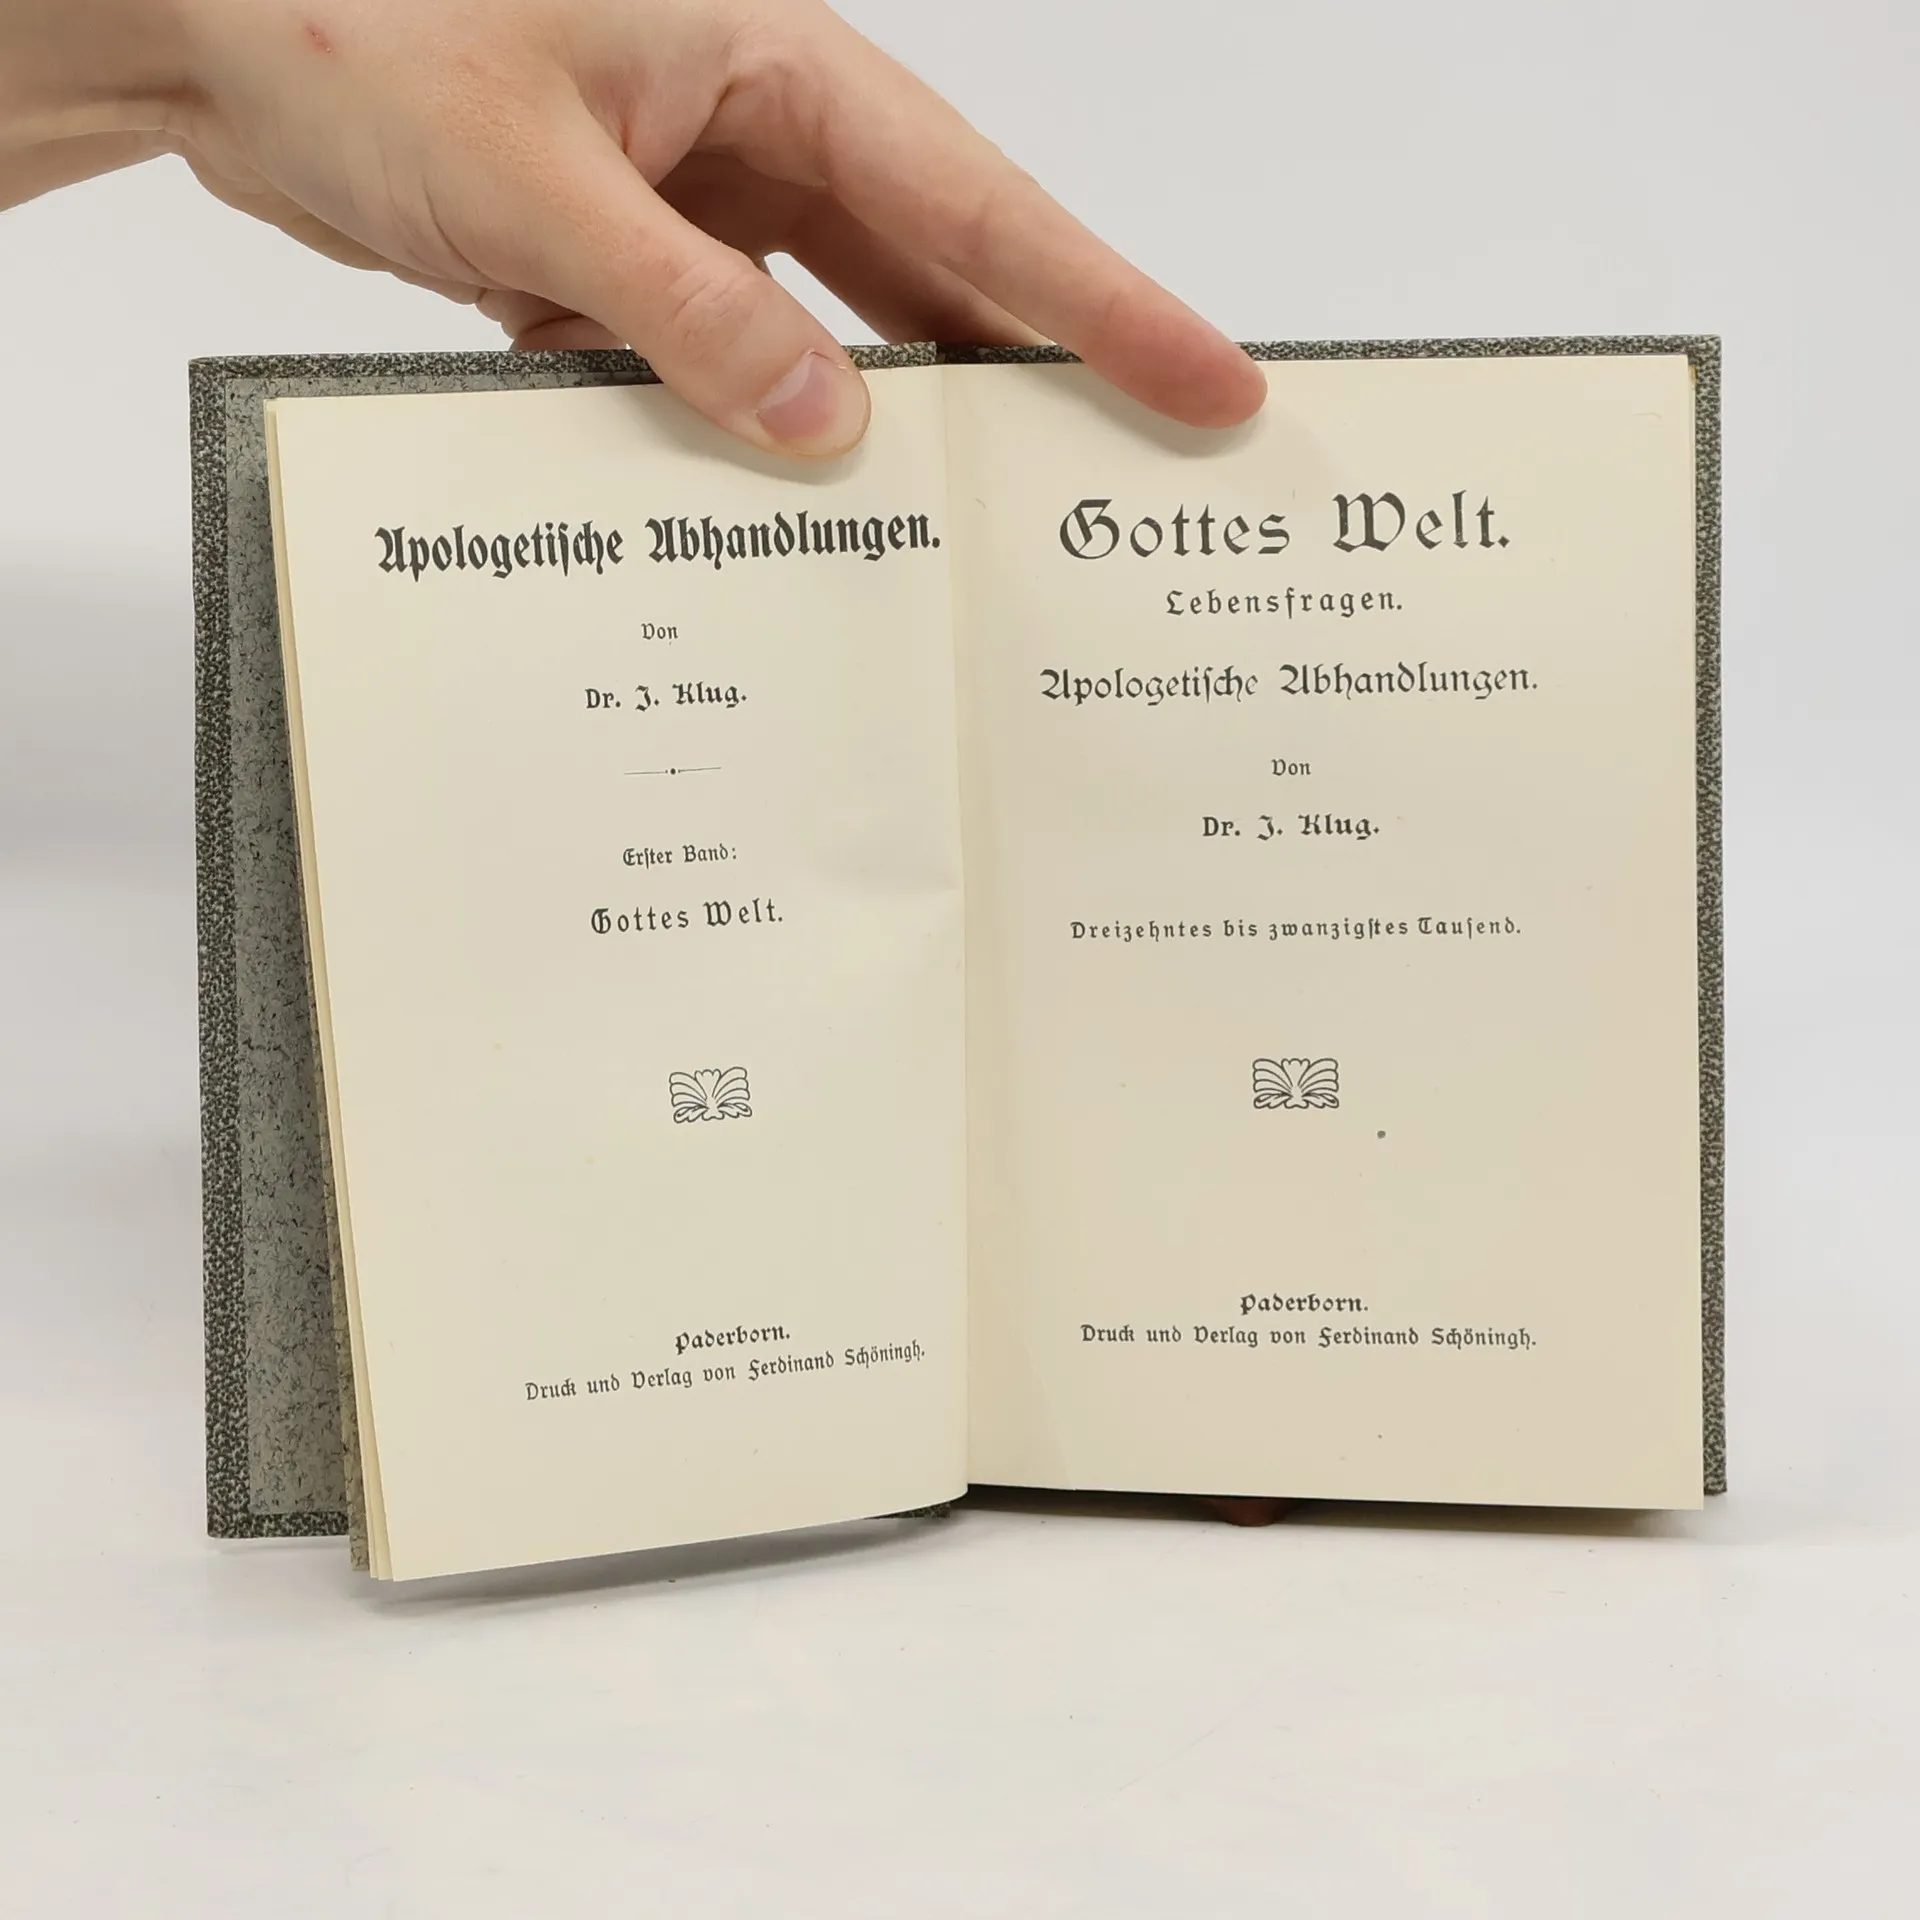 Apologetiſche Abhandlungen.
Von
Dr. J. Klug.
Erſter Band:
Gottes Welt.
Paderborn.
Druck und Verlag von Ferdinand Schöningh.
Gottes Welt.
Lebensfragen.
Apologetiſche Abhandlungen.
Von
Dr. J. Klug.
Dreizehntes bis zwanzigſtes Tauſend.
Paderborn.
Druck und Verlag von Ferdinand Schöningh.